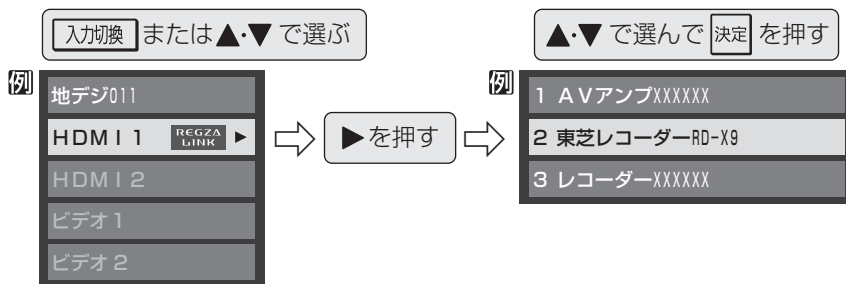 入力切換 または▲・▼ で選ぶ
例
地デジ011
HDMI1 REGZA LINK ▶
HDMI2
ビデオ1
ビデオ2
▶を押す
▲・▼ で選んで 決定 を押す
例
1 AVアンプXXXXXX
2 東芝レコーダーRD-X9
3 レコーダーXXXXXX